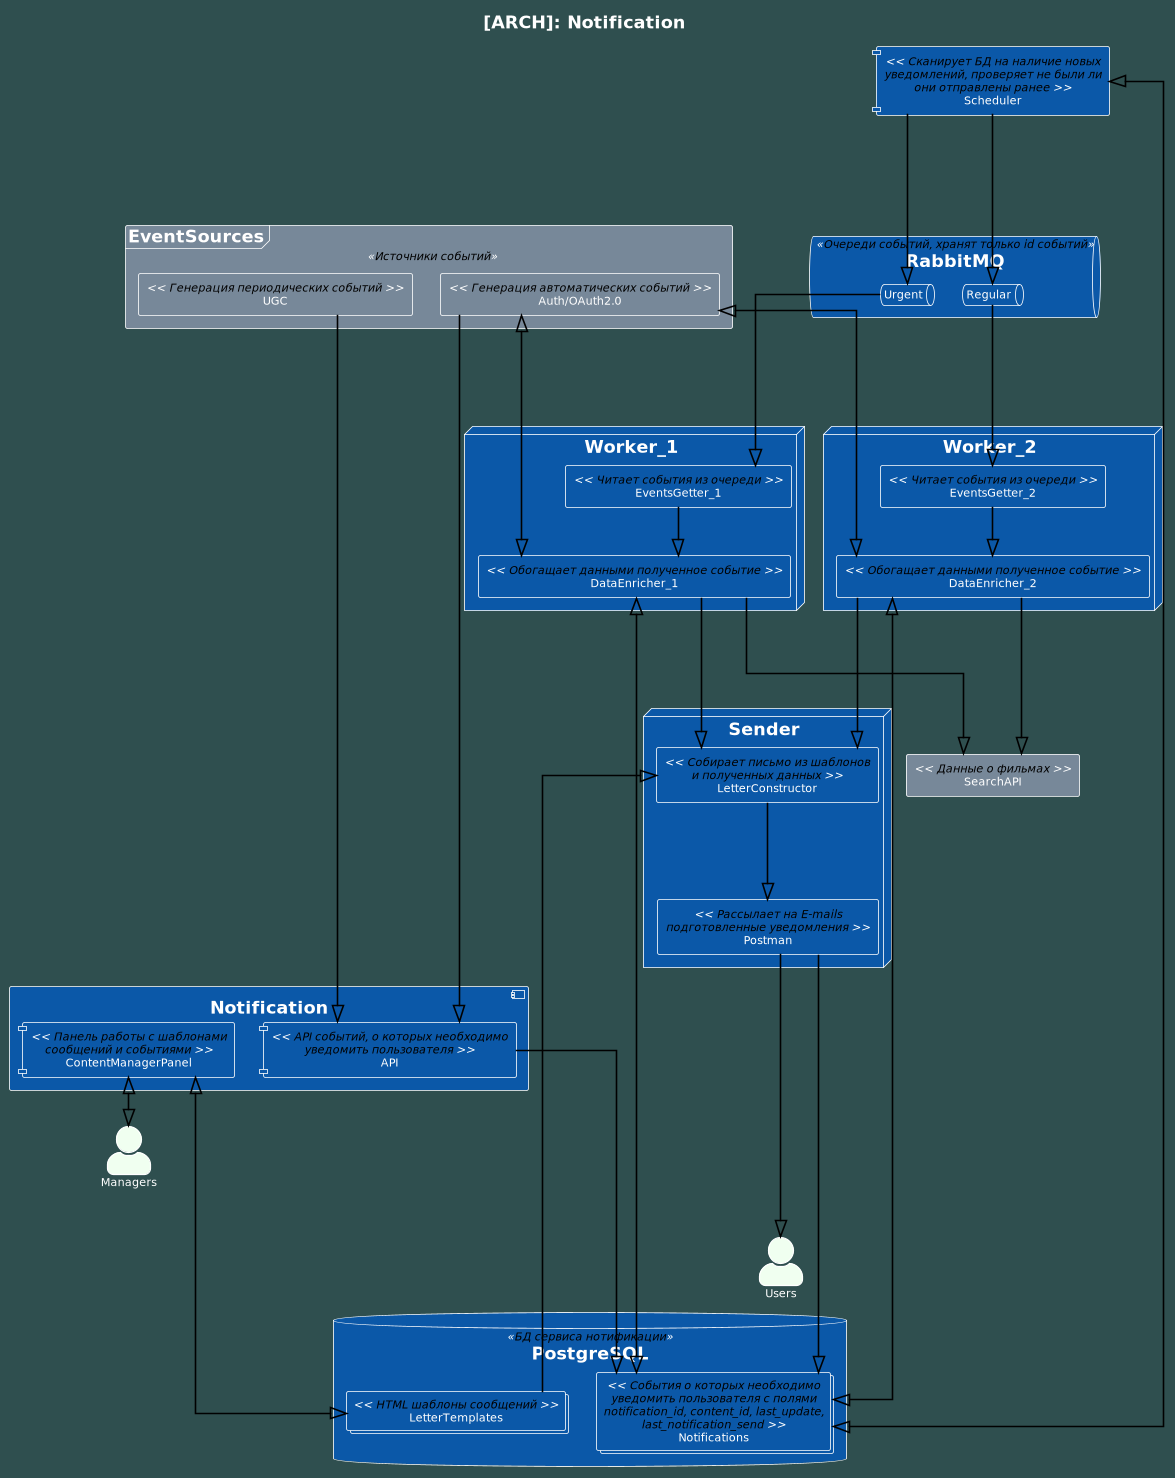 [ARCH]: Notification
<< Сканирует БД на наличие новых
уведомлений, проверяет не были ли
они отправлены ранее >>
Scheduler
EventSources
«Источники событий»
<< Генерация периодических событий >>
UGC
<< Генерация автоматических событий >>
Auth/OAuth2.0
«Очереди событий, хранят только id событий»
RabbitMQ
Urgent
Regular
Worker_1
<< Читает события из очереди >>
EventsGetter_1
<< Обогащает данными полученное событие >>
DataEnricher_1
Worker_2
<< Читает события из очереди >>
EventsGetter_2
<< Обогащает данными полученное событие >>
DataEnricher_2
Sender
<< Собирает письмо из шаблонов
и полученных данных >>
LetterConstructor
<< Данные о фильмах >>
SearchAPI
<< Рассылает на E-mails
подготовленные уведомления >>
Postman
Notification
<< Панель работы с шаблонами
сообщений и событиями >>
ContentManagerPanel
<< API событий, о которых необходимо
уведомить пользователя >>
API
Managers
Users
«БД сервиса нотификации»
PostgreSQL
<< HTML шаблоны сообщений >>
LetterTemplates
<< События о которых необходимо
уведомить пользователя с полями
notification_id, content_id, last_update,
last_notification_send >>
Notifications